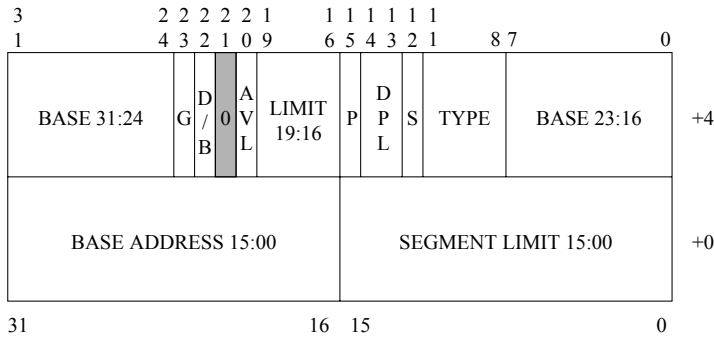 3 2 2 2 2 2 1 1 1 1 1 1 1
1 4 3 2 1 0 9 6 5 4 3 2 1 8 7 0
BASE 31:24 G D/B 0 AVL LIMIT 19:16 P DPL S TYPE BASE 23:16 +4
BASE ADDRESS 15:00 SEGMENT LIMIT 15:00 +0
31 16 15 0